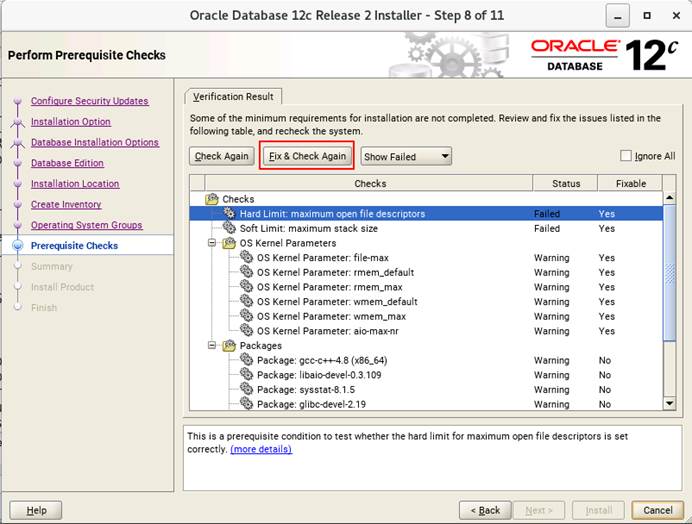 Oracle Database 12c Release 2 Installer - Step 8 of 11
Perform Prerequisite Checks
ORACLE
DATABASE
12c
Configure Security Updates
Installation Option
Database Installation Options
Database Edition
Installation Location
Create Inventory
Operating System Groups
Prerequisite Checks
Summary
Install Product
Finish
Verification Result
Some of the minimum requirements for installation are not completed. Review and fix the issues listed in the
following table, and recheck the system.
Check Again Fix & Check Again Show Failed Ignore All
Checks Status Fixable
Checks
Hard Limit: maximum open file descriptors Failed Yes
Soft Limit: maximum stack size Failed Yes
OS Kernel Parameters
OS Kernel Parameter: file-max Warning Yes
OS Kernel Parameter: rmem_default Warning Yes
OS Kernel Parameter: rmem_max Warning Yes
OS Kernel Parameter: wmem_default Warning Yes
OS Kernel Parameter: wmem_max Warning Yes
OS Kernel Parameter: aio-max-nr Warning Yes
Packages
Package: gcc-c++-4.8 (x86_64) Warning No
Package: libaio-devel-0.3.109 Warning No
Package: sysstat-8.1.5 Warning No
Package: glibc-devel-2.19 Warning No
This is a prerequisite condition to test whether the hard limit for maximum open file descriptors is set
correctly. (more details)
Help < Back Next > Install Cancel